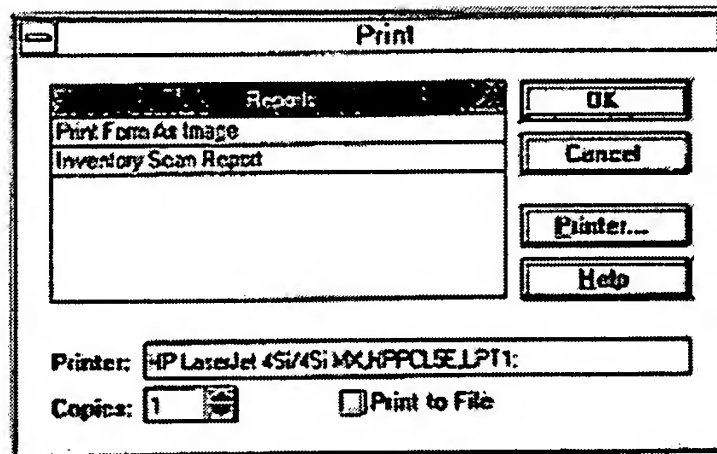 Print
Reports
Print Form As Image
Inventory Scan Report
OK
Cancel
Printer...
Help
Printer: HP LaserJet 4Si/4Si MX,HPPCL5E,LPT1:
Copies: 1
Print to File